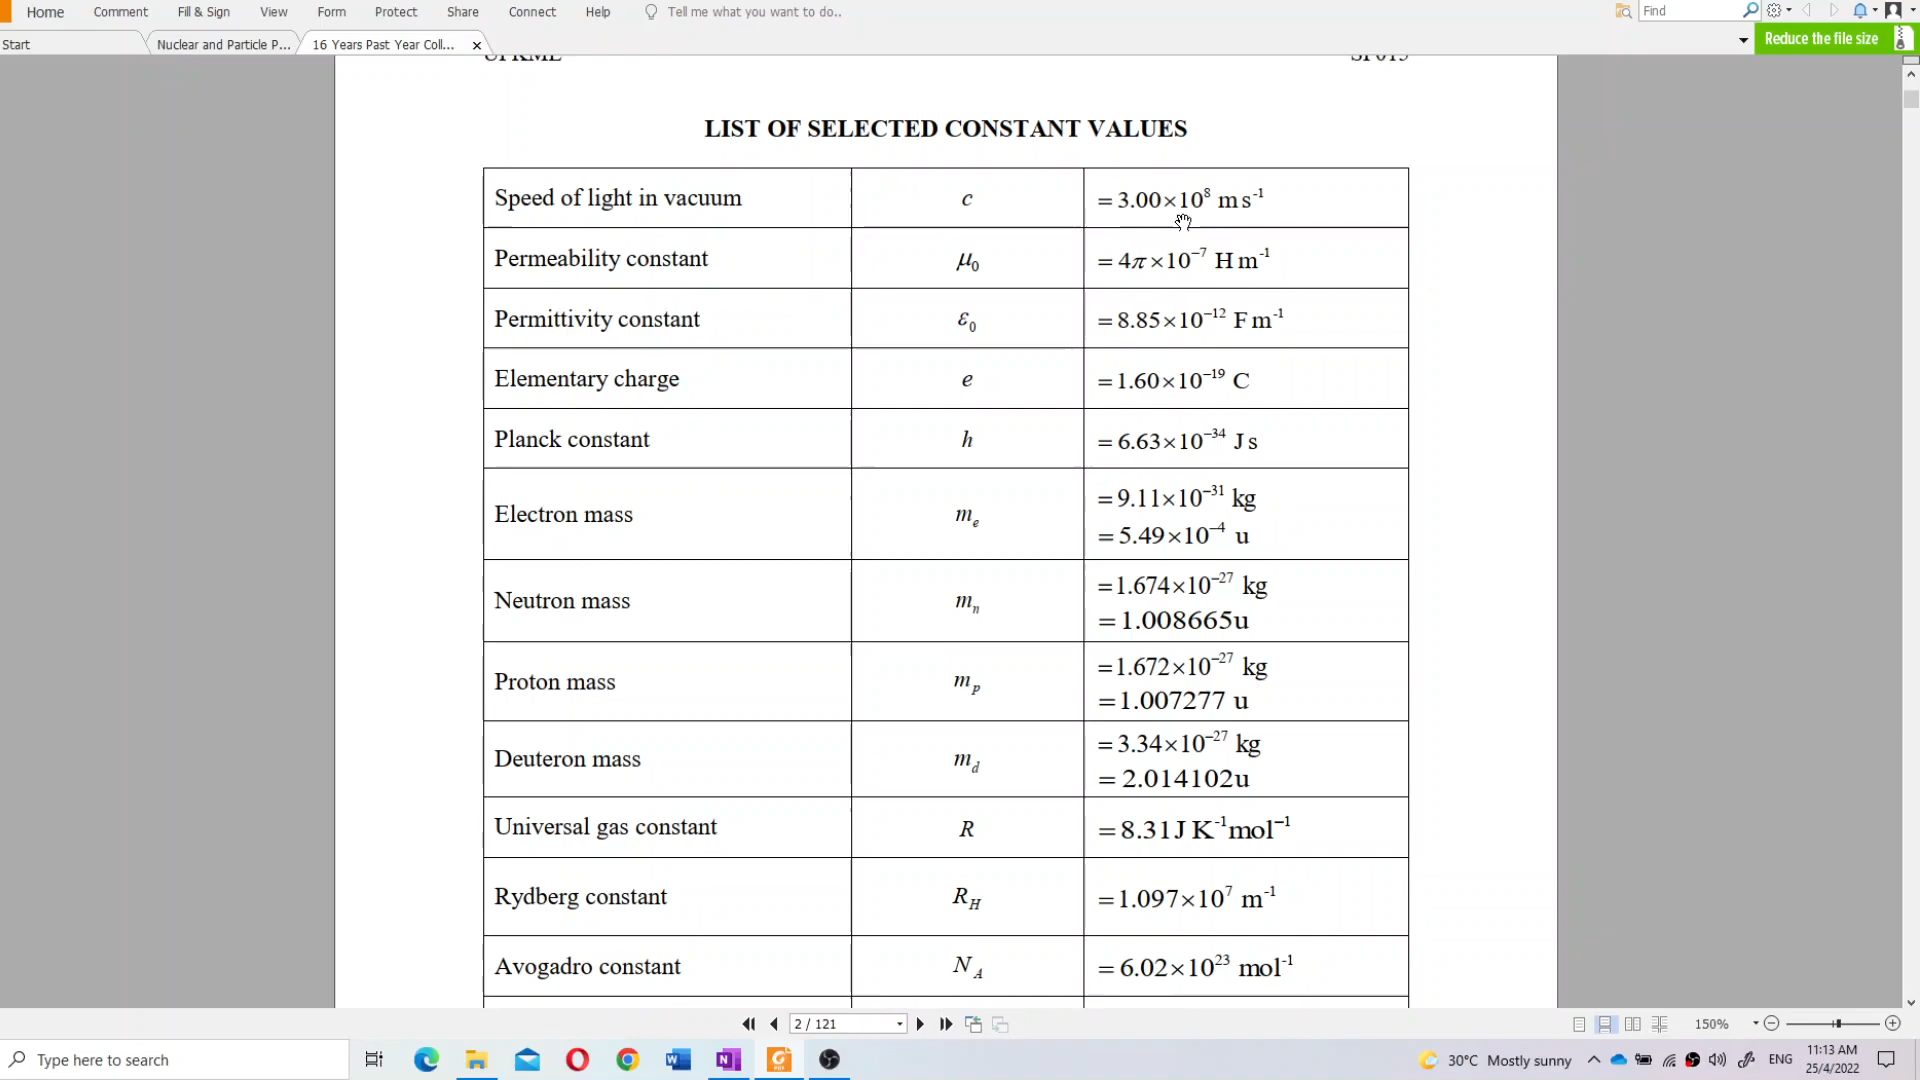 Home Comment Fill & Sign View Form Protect Share Connect Help Tell me what you want to do.. Find
Start Nuclear and Particle P... 16 Years Past Year Coll... × Reduce the file size
LIST OF SELECTED CONSTANT VALUES
Speed of light in vacuum c = 3.00×10⁸ m s⁻¹
Permeability constant μ₀ = 4π×10⁻⁷ H m⁻¹
Permittivity constant ε₀ = 8.85×10⁻¹² F m⁻¹
Elementary charge e = 1.60×10⁻¹⁹ C
Planck constant h = 6.63×10⁻³⁴ J s
Electron mass mₑ = 9.11×10⁻³¹ kg
= 5.49×10⁻⁴ u
Neutron mass mₙ = 1.674×10⁻²⁷ kg
= 1.008665u
Proton mass mₚ = 1.672×10⁻²⁷ kg
= 1.007277 u
Deuteron mass m_d = 3.34×10⁻²⁷ kg
= 2.014102u
Universal gas constant R = 8.31J K⁻¹mol⁻¹
Rydberg constant R_H = 1.097×10⁷ m⁻¹
Avogadro constant N_A = 6.02×10²³ mol⁻¹
2 / 121 150%
Type here to search 30°C Mostly sunny ENG 11:13 AM
25/4/2022